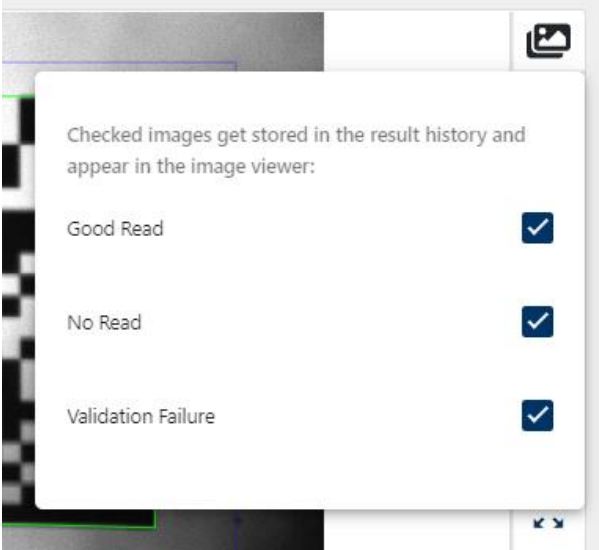 Checked images get stored in the result history and
appear in the image viewer:
Good Read
No Read
Validation Failure